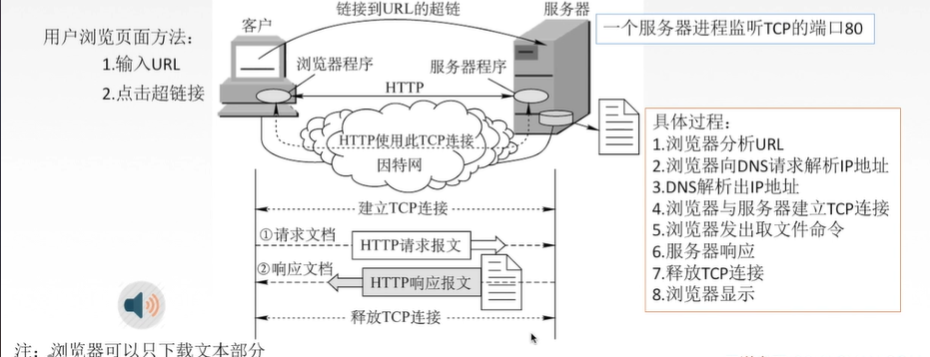 用户浏览页面方法：
1.输入URL
2.点击超链接
链接到URL的超链
客户
服务器
浏览器程序
服务器程序
HTTP
一个服务器进程监听TCP的端口80
HTTP使用此TCP连接
因特网
建立TCP连接
①请求文档
HTTP请求报文
②响应文档
HTTP响应报文
释放TCP连接
具体过程：
1.浏览器分析URL
2.浏览器向DNS请求解析IP地址
3.DNS解析出IP地址
4.浏览器与服务器建立TCP连接
5.浏览器发出取文件命令
6.服务器响应
7.释放TCP连接
8.浏览器显示
注：浏览器可以只下载文本部分